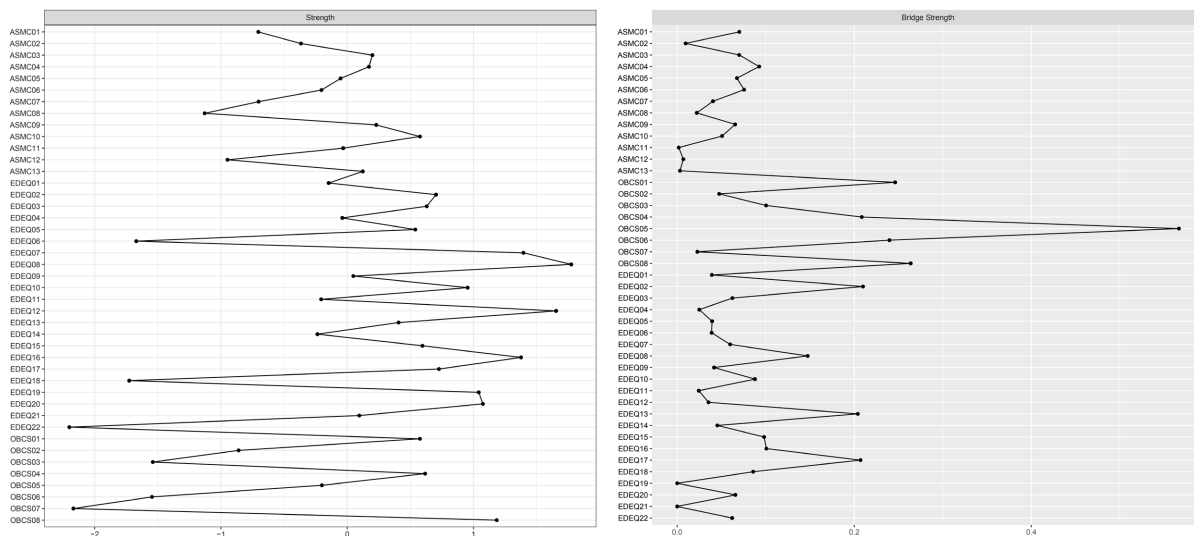 Strength
ASMC01
ASMC02
ASMC03
ASMC04
ASMC05
ASMC06
ASMC07
ASMC08
ASMC09
ASMC10
ASMC11
ASMC12
ASMC13
EDEQ01
EDEQ02
EDEQ03
EDEQ04
EDEQ05
EDEQ06
EDEQ07
EDEQ08
EDEQ09
EDEQ10
EDEQ11
EDEQ12
EDEQ13
EDEQ14
EDEQ15
EDEQ16
EDEQ17
EDEQ18
EDEQ19
EDEQ20
EDEQ21
EDEQ22
OBCS01
OBCS02
OBCS03
OBCS04
OBCS05
OBCS06
OBCS07
OBCS08
−2 −1 0 1
Bridge Strength
ASMC01
ASMC02
ASMC03
ASMC04
ASMC05
ASMC06
ASMC07
ASMC08
ASMC09
ASMC10
ASMC11
ASMC12
ASMC13
OBCS01
OBCS02
OBCS03
OBCS04
OBCS05
OBCS06
OBCS07
OBCS08
EDEQ01
EDEQ02
EDEQ03
EDEQ04
EDEQ05
EDEQ06
EDEQ07
EDEQ08
EDEQ09
EDEQ10
EDEQ11
EDEQ12
EDEQ13
EDEQ14
EDEQ15
EDEQ16
EDEQ17
EDEQ18
EDEQ19
EDEQ20
EDEQ21
EDEQ22
0.0 0.2 0.4